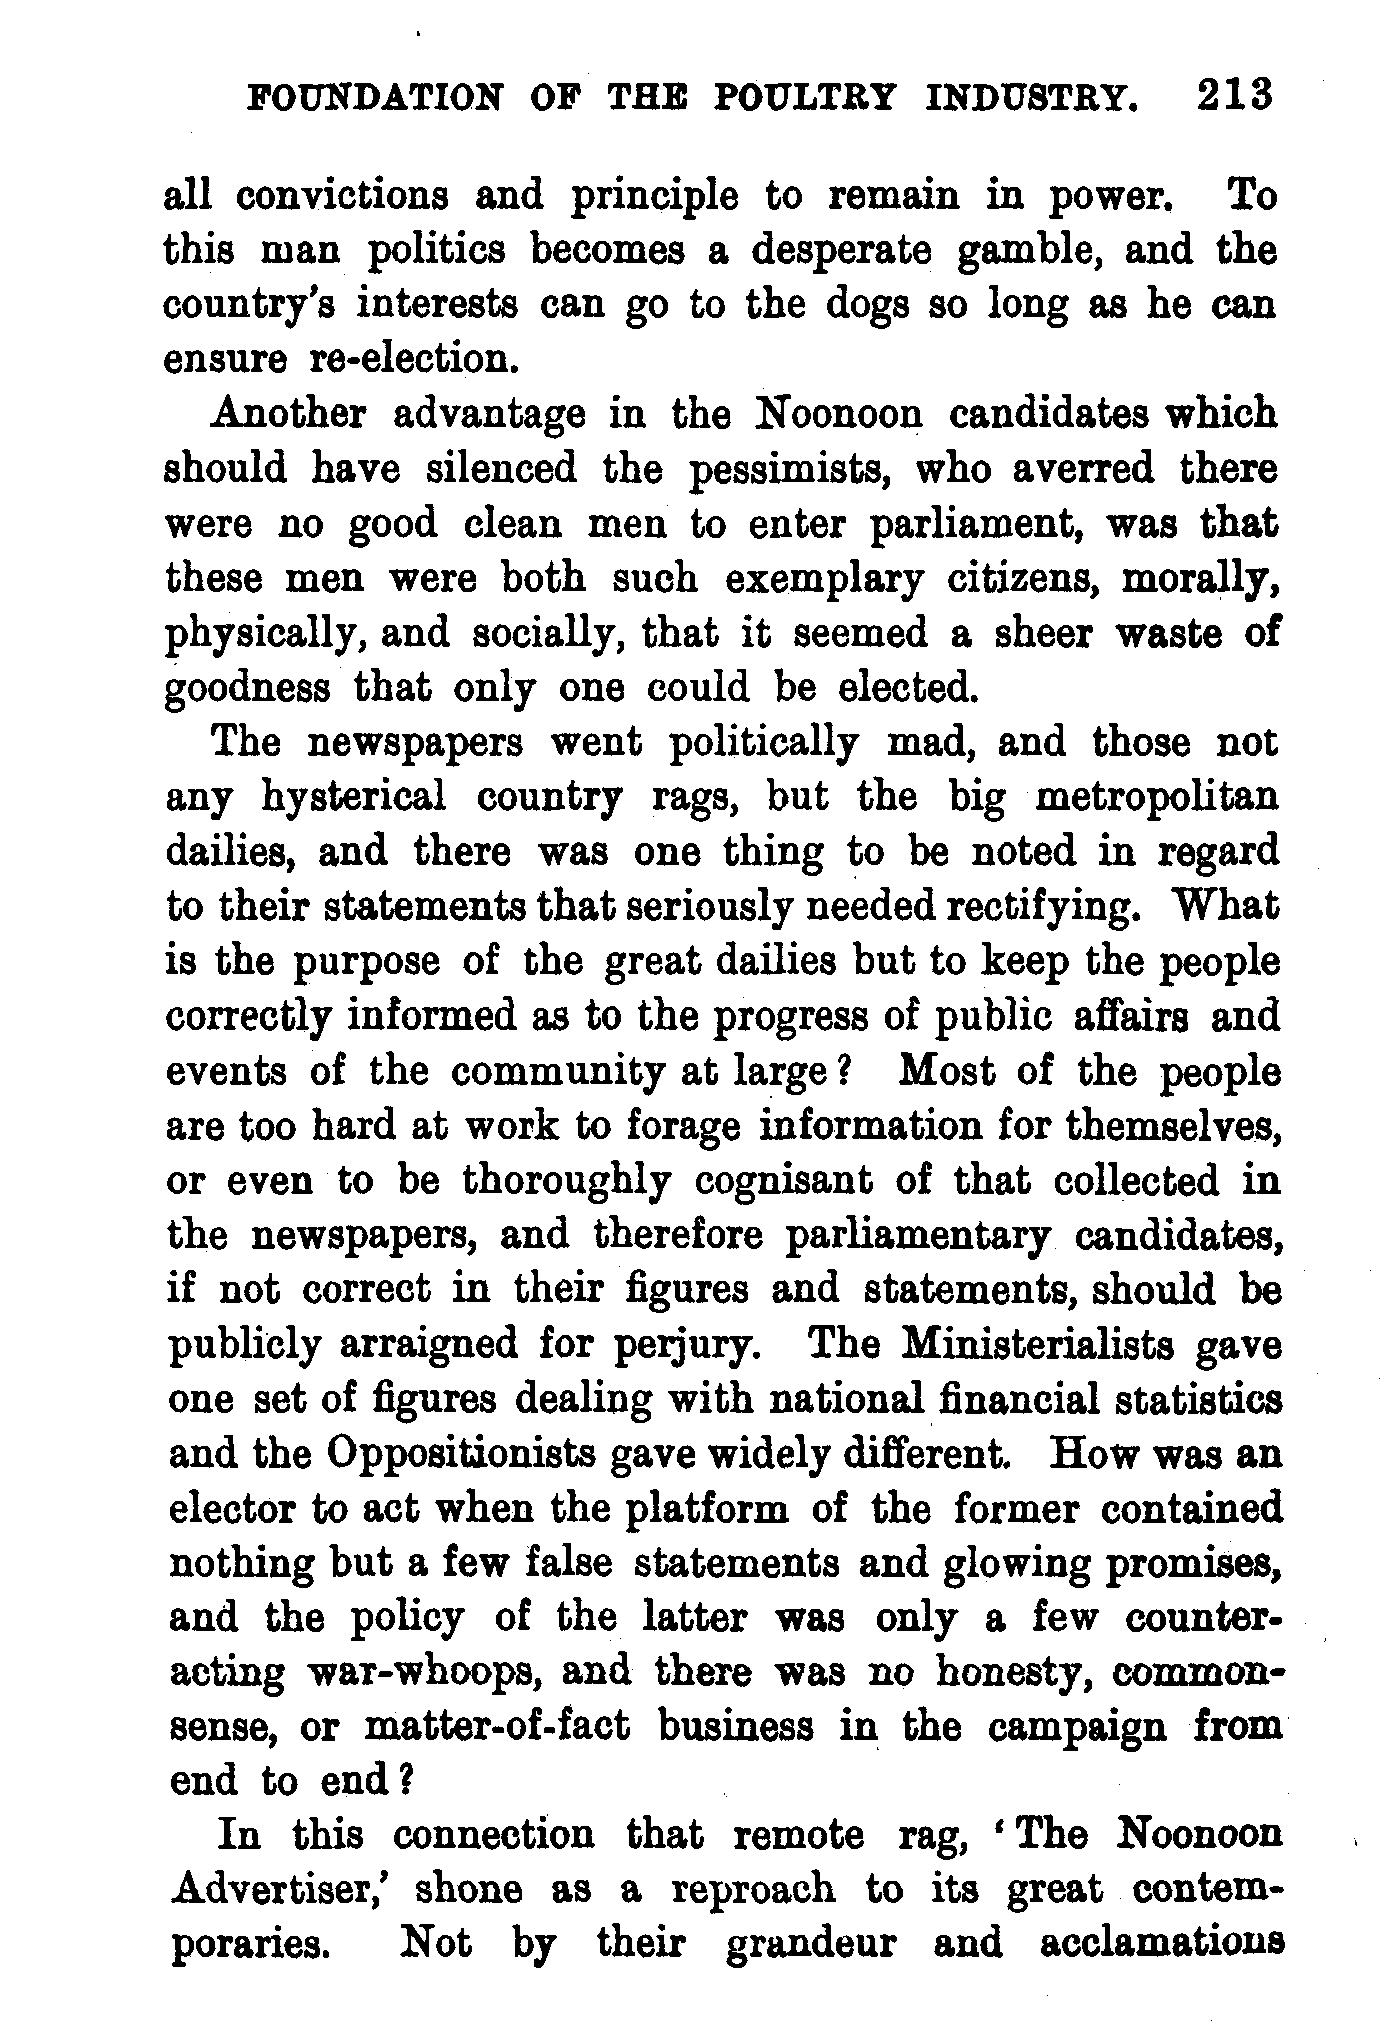 FOUNDATION OF THE POULTRY INDUSTRY. 213
all convictions and principle to remain in power. To
this man politics becomes a desperate gamble, and the
country's interests can go to the dogs so long as he can
ensure re-election.
Another advantage in the Noonoon candidates which
should have silenced the pessimists, who averred there
were no good clean men to enter parliament, was that
these men were both such exemplary citizens, morally,
physically, and socially, that it seemed a sheer waste of
goodness that only one could be elected.
The newspapers went politically mad, and those not
any hysterical country rags, but the big metropolitan
dailies, and there was one thing to be noted in regard
to their statements that seriously needed rectifying. What
is the purpose of the great dailies but to keep the people
correctly informed as to the progress of public affairs and
events of the community at large? Most of the people
are too hard at work to forage information for themselves,
or even to be thoroughly cognisant of that collected in
the newspapers, and therefore parliamentary candidates,
if not correct in their figures and statements, should be
publicly arraigned for perjury. The Ministerialists gave
one set of figures dealing with national financial statistics
and the Oppositionists gave widely different. How was an
elector to act when the platform of the former contained
nothing but a few false statements and glowing promises,
and the policy of the latter was only a few counter-
acting war-whoops, and there was no honesty, common-
sense, or matter-of-fact business in the campaign from
end to end?
In this connection that remote rag, 'The Noonoon
Advertiser,' shone as a reproach to its great contem-
poraries. Not by their grandeur and acclamations